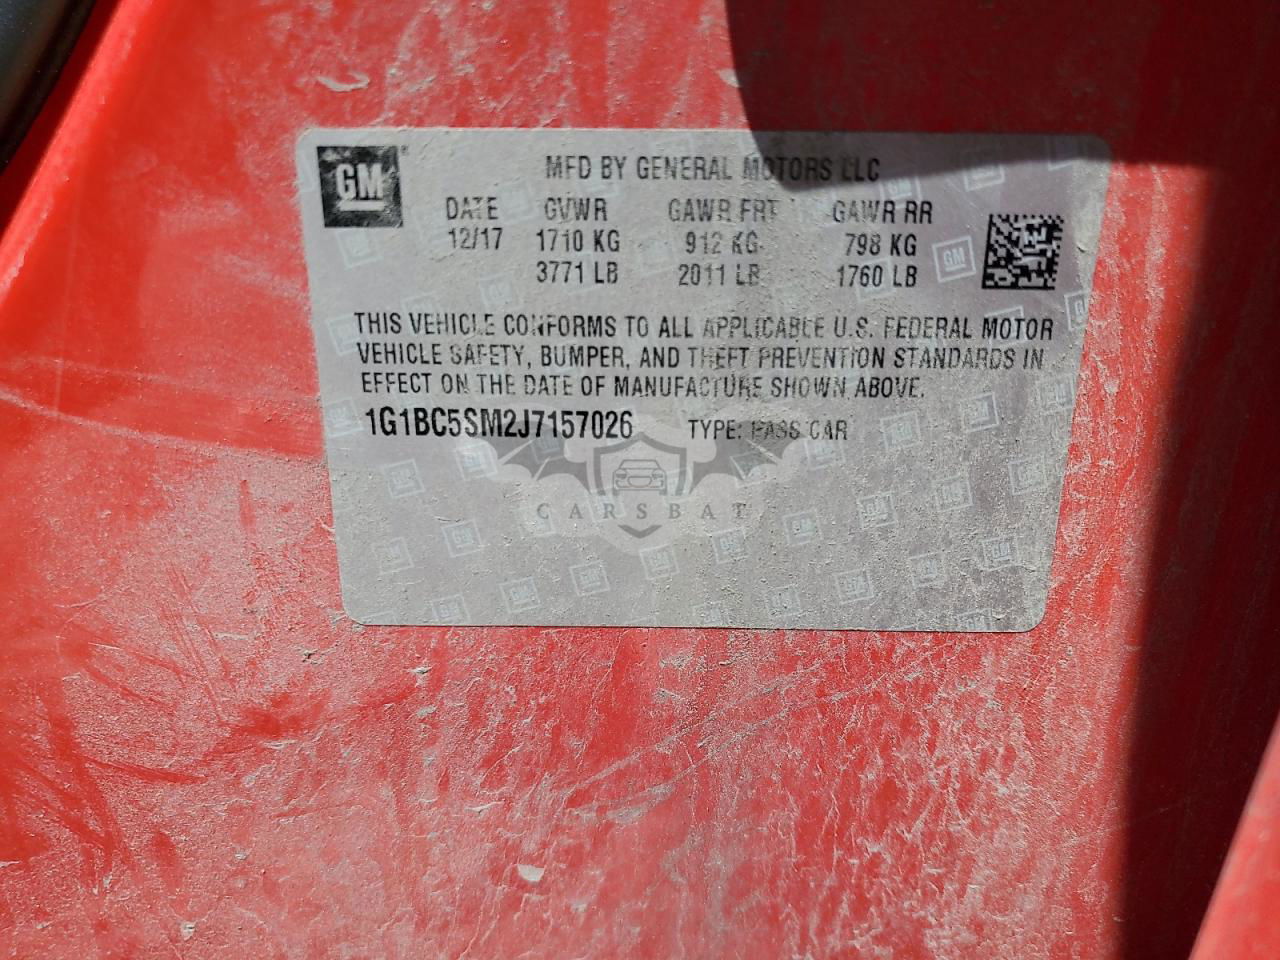 GM
MFD BY GENERAL MOTORS LLC
DATE GVWR GAWR FRT GAWR RR
12/17 1710 KG 912 KG 798 KG
3771 LB 2011 LB 1760 LB
THIS VEHICLE CONFORMS TO ALL APPLICABLE U.S. FEDERAL MOTOR
VEHICLE SAFETY, BUMPER, AND THEFT PREVENTION STANDARDS IN
EFFECT ON THE DATE OF MANUFACTURE SHOWN ABOVE.
1G1BC5SM2J7157026 TYPE: PASS CAR
CARSBAT